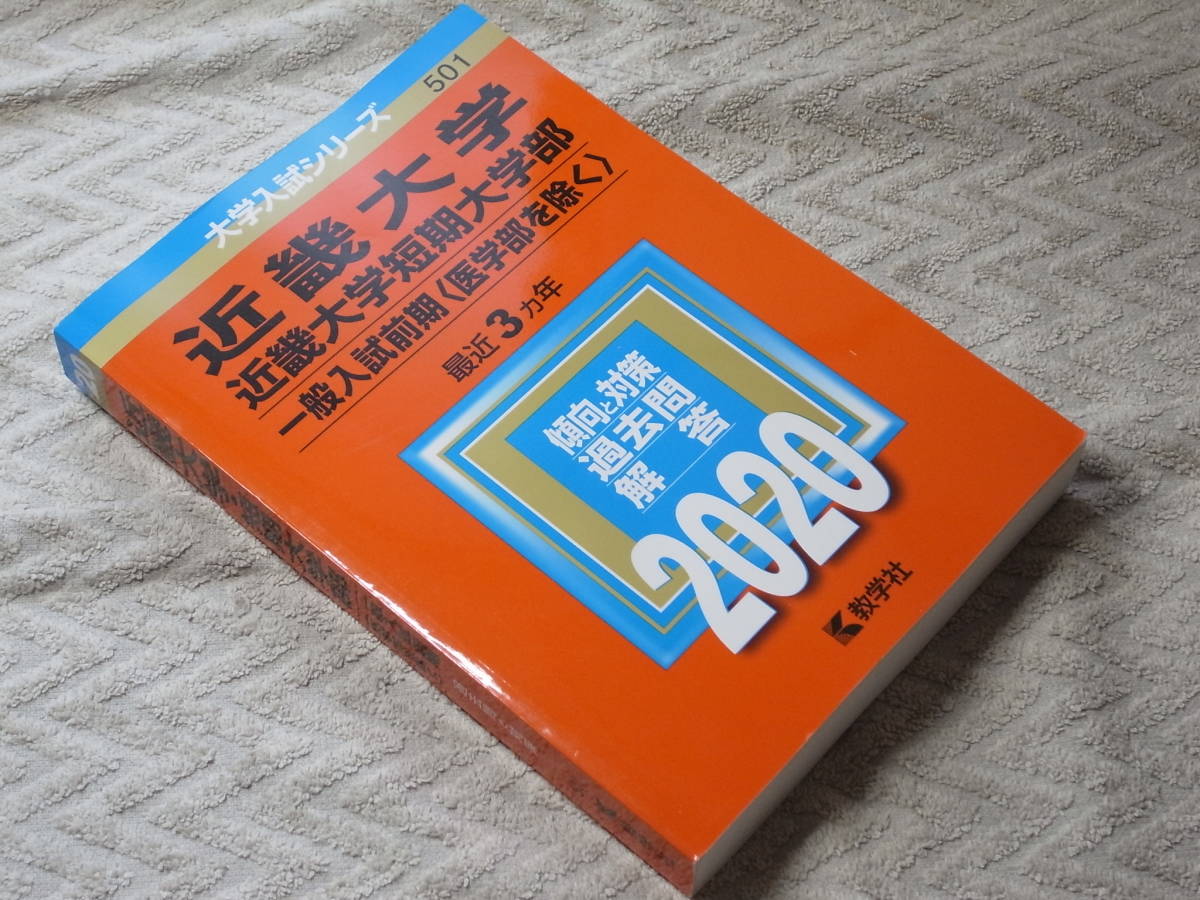 大学入試シリーズ
501
近畿大学
近畿大学短期大学部
一般入試前期〈医学部を除く〉
最近3カ年
傾向と対策
過去問
解答
2020
教学社